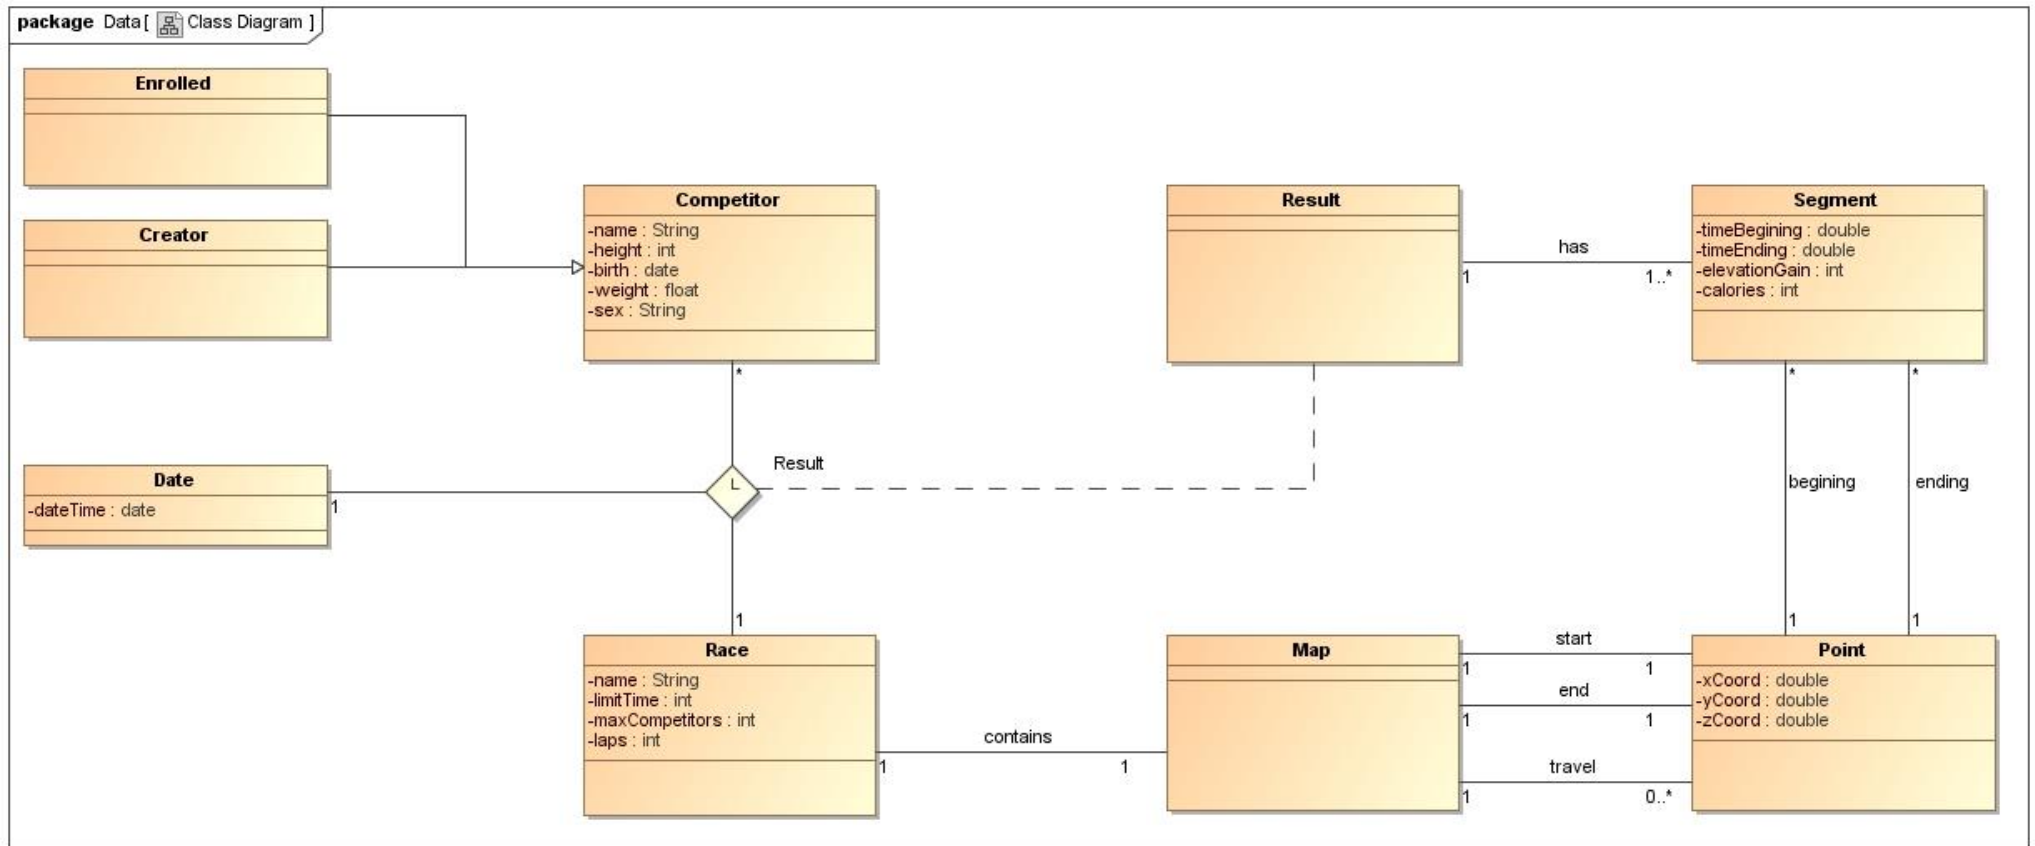 package Data[ Class Diagram ]
Enrolled
Creator
Competitor
-name : String
-height : int
-birth : date
-weight : float
-sex : String
*
Result
1
has
1..*
Segment
-timeBegining : double
-timeEnding : double
-elevationGain : int
-calories : int
*
*
Date
-dateTime : date
1
L
Result
begining
ending
1
1
1
Race
-name : String
-limitTime : int
-maxCompetitors : int
-laps : int
1
contains
1
Map
start
1
1
end
1
1
travel
1
0..*
Point
-xCoord : double
-yCoord : double
-zCoord : double